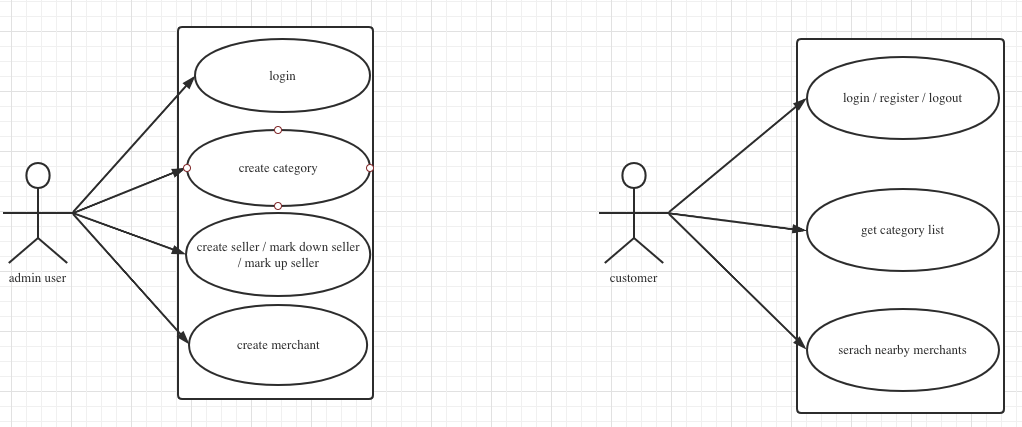 login
create category
create seller / mark down seller
/ mark up seller
create merchant
admin user
login / register / logout
get category list
serach nearby merchants
customer